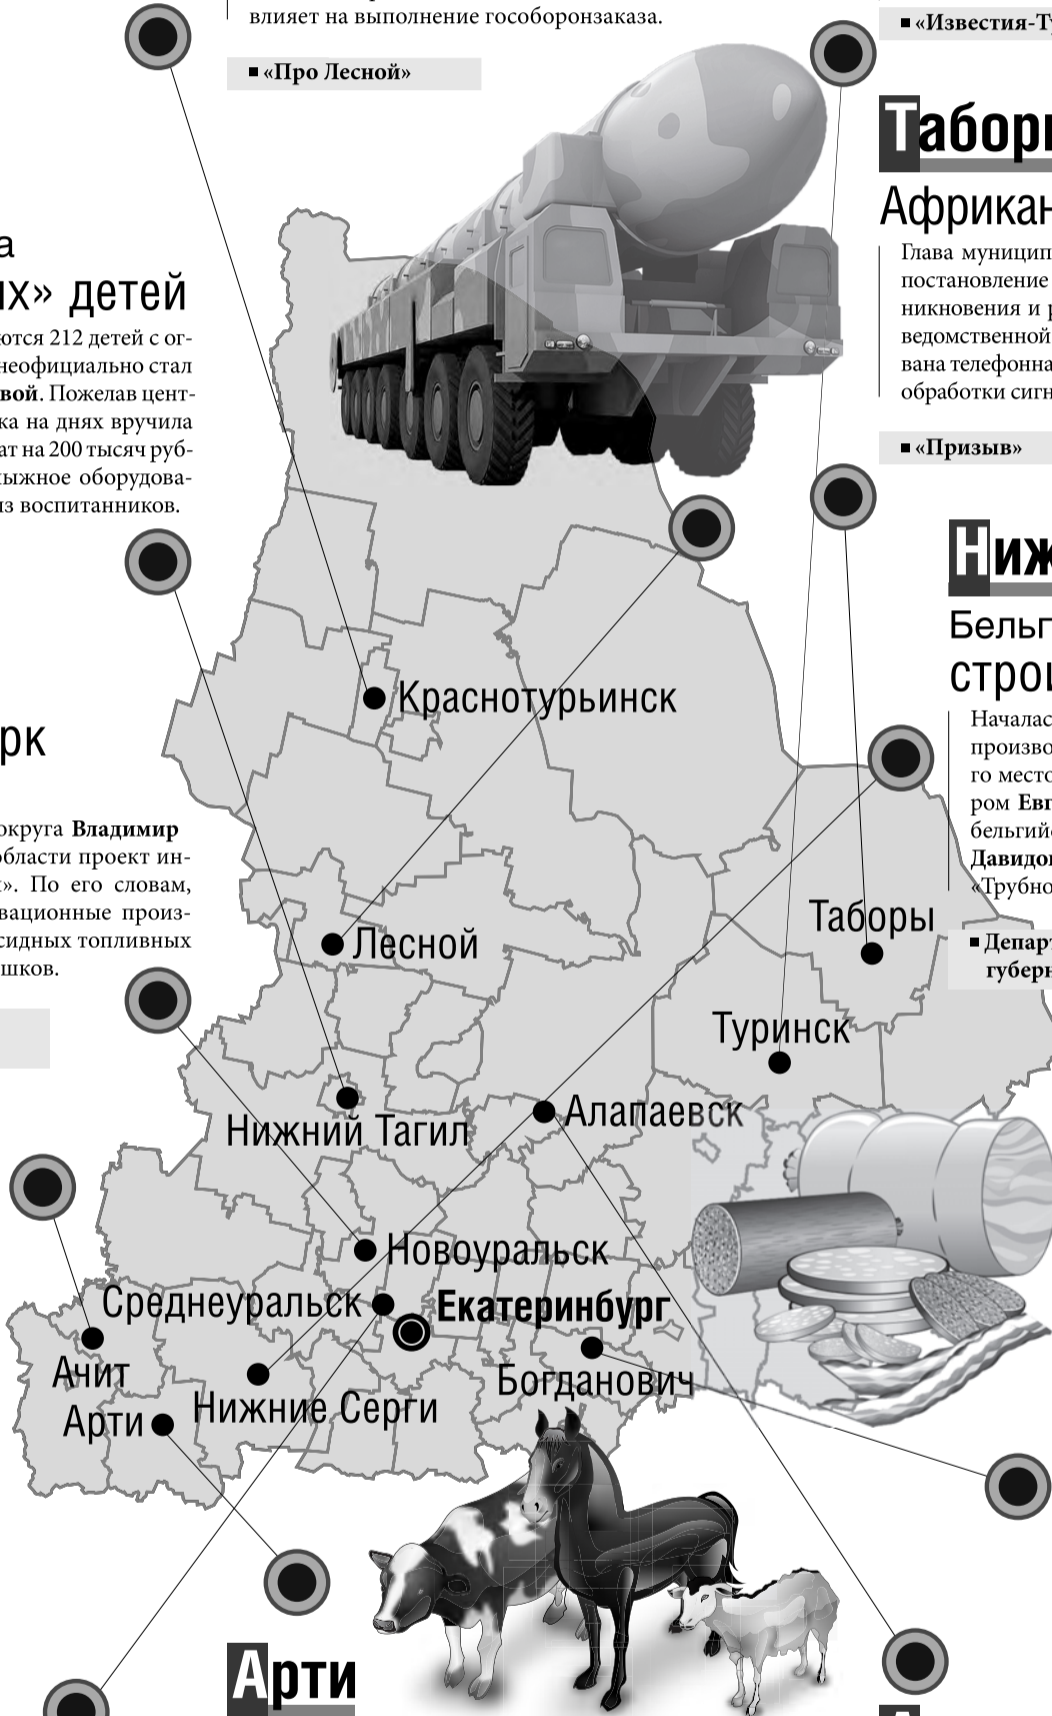 влияет на выполнение гособоронзаказа.
■ «Про Лесной»
а
их» детей
ются 212 детей с ог-
неофициально стал
вой. Пожелав цент-
ка на днях вручила
ат на 200 тысяч руб-
ыжное оборудова-
из воспитанников.
рк
округа Владимир
области проект ин-
». По его словам,
вационные произ-
сидных топливных
шков.
Краснотурьинск
Лесной
Таборы
Туринск
Алапаевск
Нижний Тагил
Новоуральск
Среднеуральск
Екатеринбург
Богданович
Ачит
Нижние Серги
Арти
Арти
■ «Известия-Ту
Табор
Африкан
Глава муницип
постановление
никновения и р
ведомственной
вана телефонна
обработки сигн
■ «Призыв»
Ниж
Бельг
строи
Началас
произво
го место
ром Евг
бельгийс
Давидов
«Трубно
■ Департ
губерн